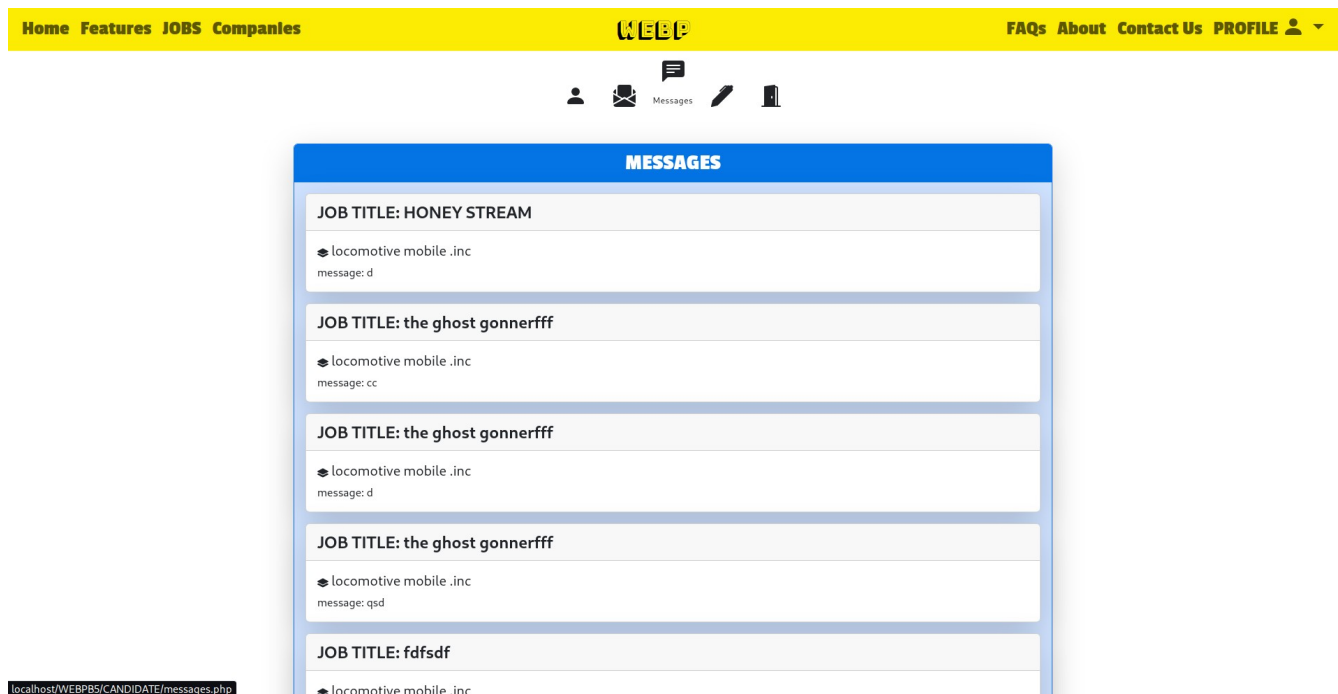 Home Features JOBS Companies WEBP FAQs About Contact Us PROFILE
Messages
MESSAGES
JOB TITLE: HONEY STREAM
locomotive mobile .inc
message: d
JOB TITLE: the ghost gonnerfff
locomotive mobile .inc
message: cc
JOB TITLE: the ghost gonnerfff
locomotive mobile .inc
message: d
JOB TITLE: the ghost gonnerfff
locomotive mobile .inc
message: qsd
JOB TITLE: fdfsdf
locomotive mobile .inc
localhost/WEBPB5/CANDIDATE/messages.php